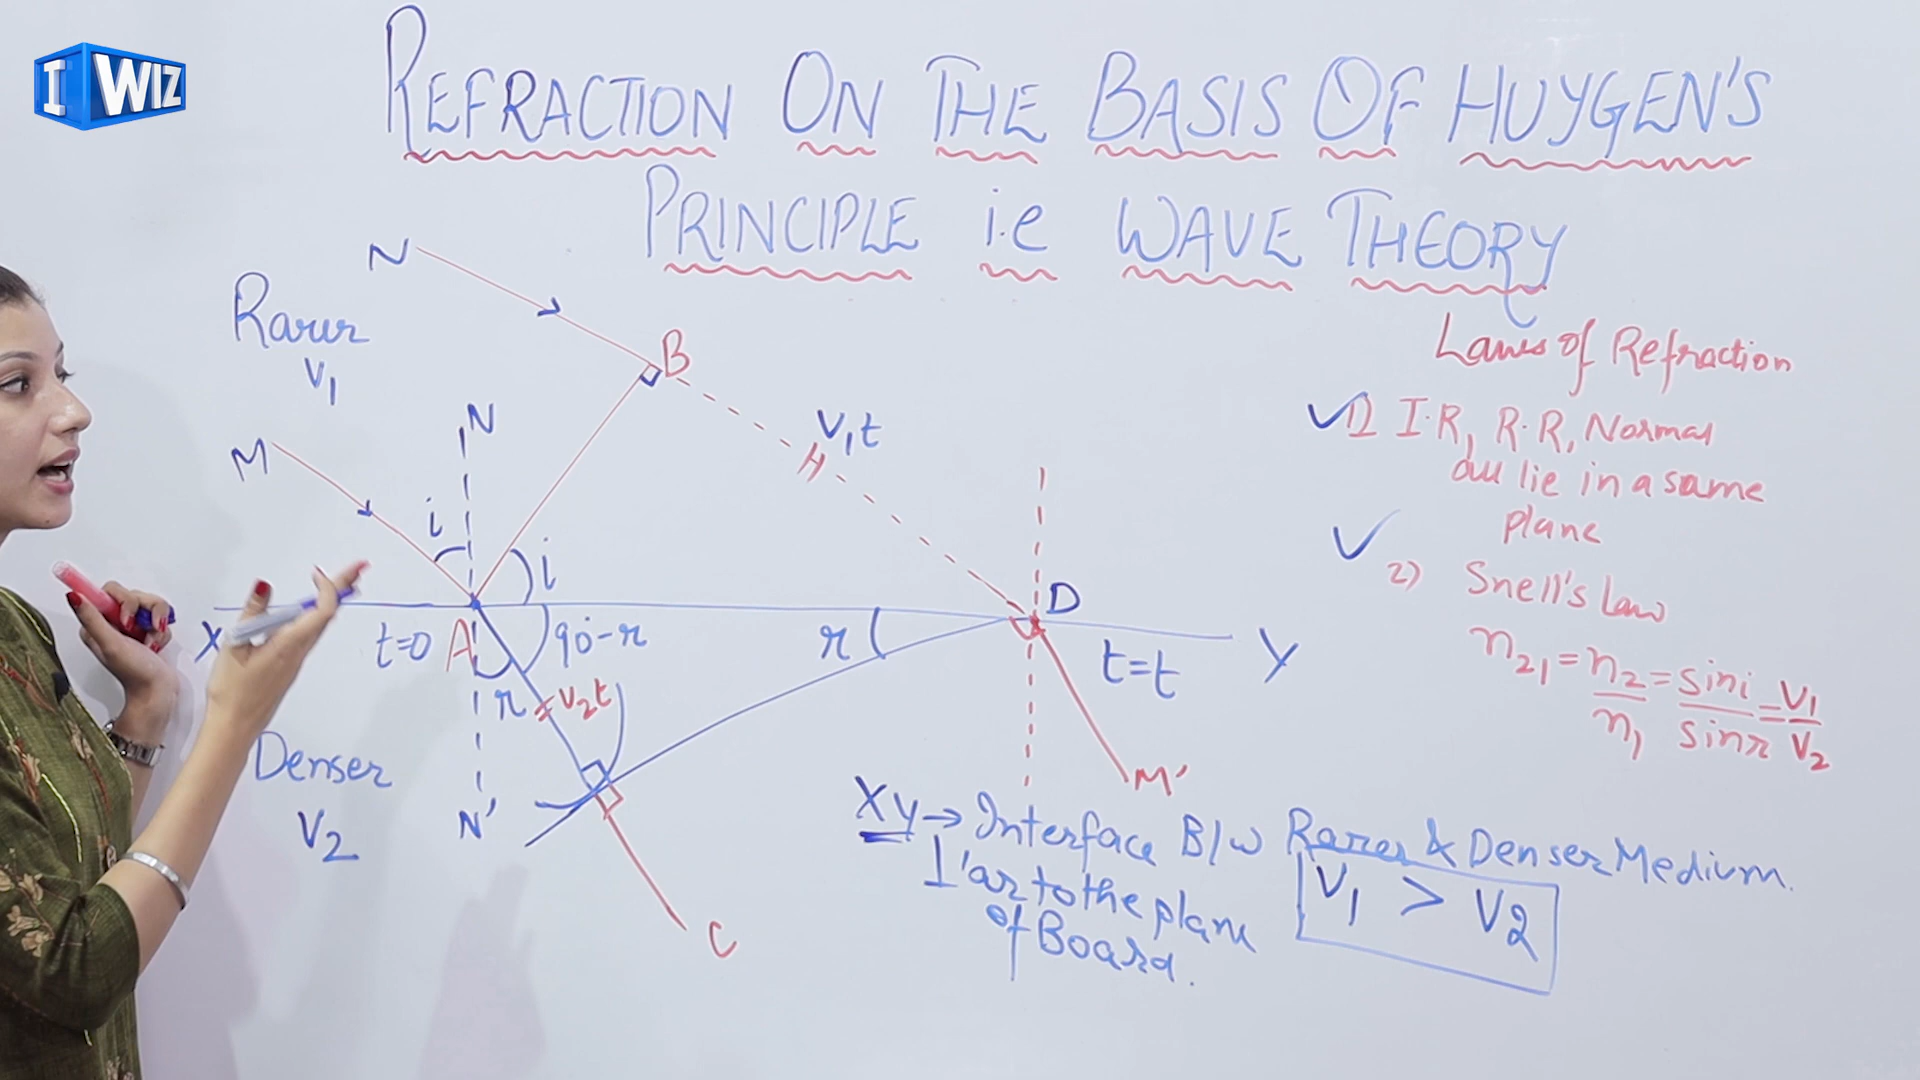 I WIZ
REFRACTION ON THE BASIS OF HUYGEN'S
PRINCIPLE i.e WAVE THEORY
N
Rarer
V1
B
M
N
i
i
V1t
D
X
t=0
A
90°-r
r
t=t
Y
r
V2t
Denser
V2
N'
C
M'
Laws of Refraction
1) I.R, R.R, Normal
all lie in a same
plane
2) Snell's Law
n21 = n2/n1 = sini/sinr = V1/V2
XY → Interface B/w Rarer & Denser Medium.
⊥'ar to the plane
of Board.
V1 > V2